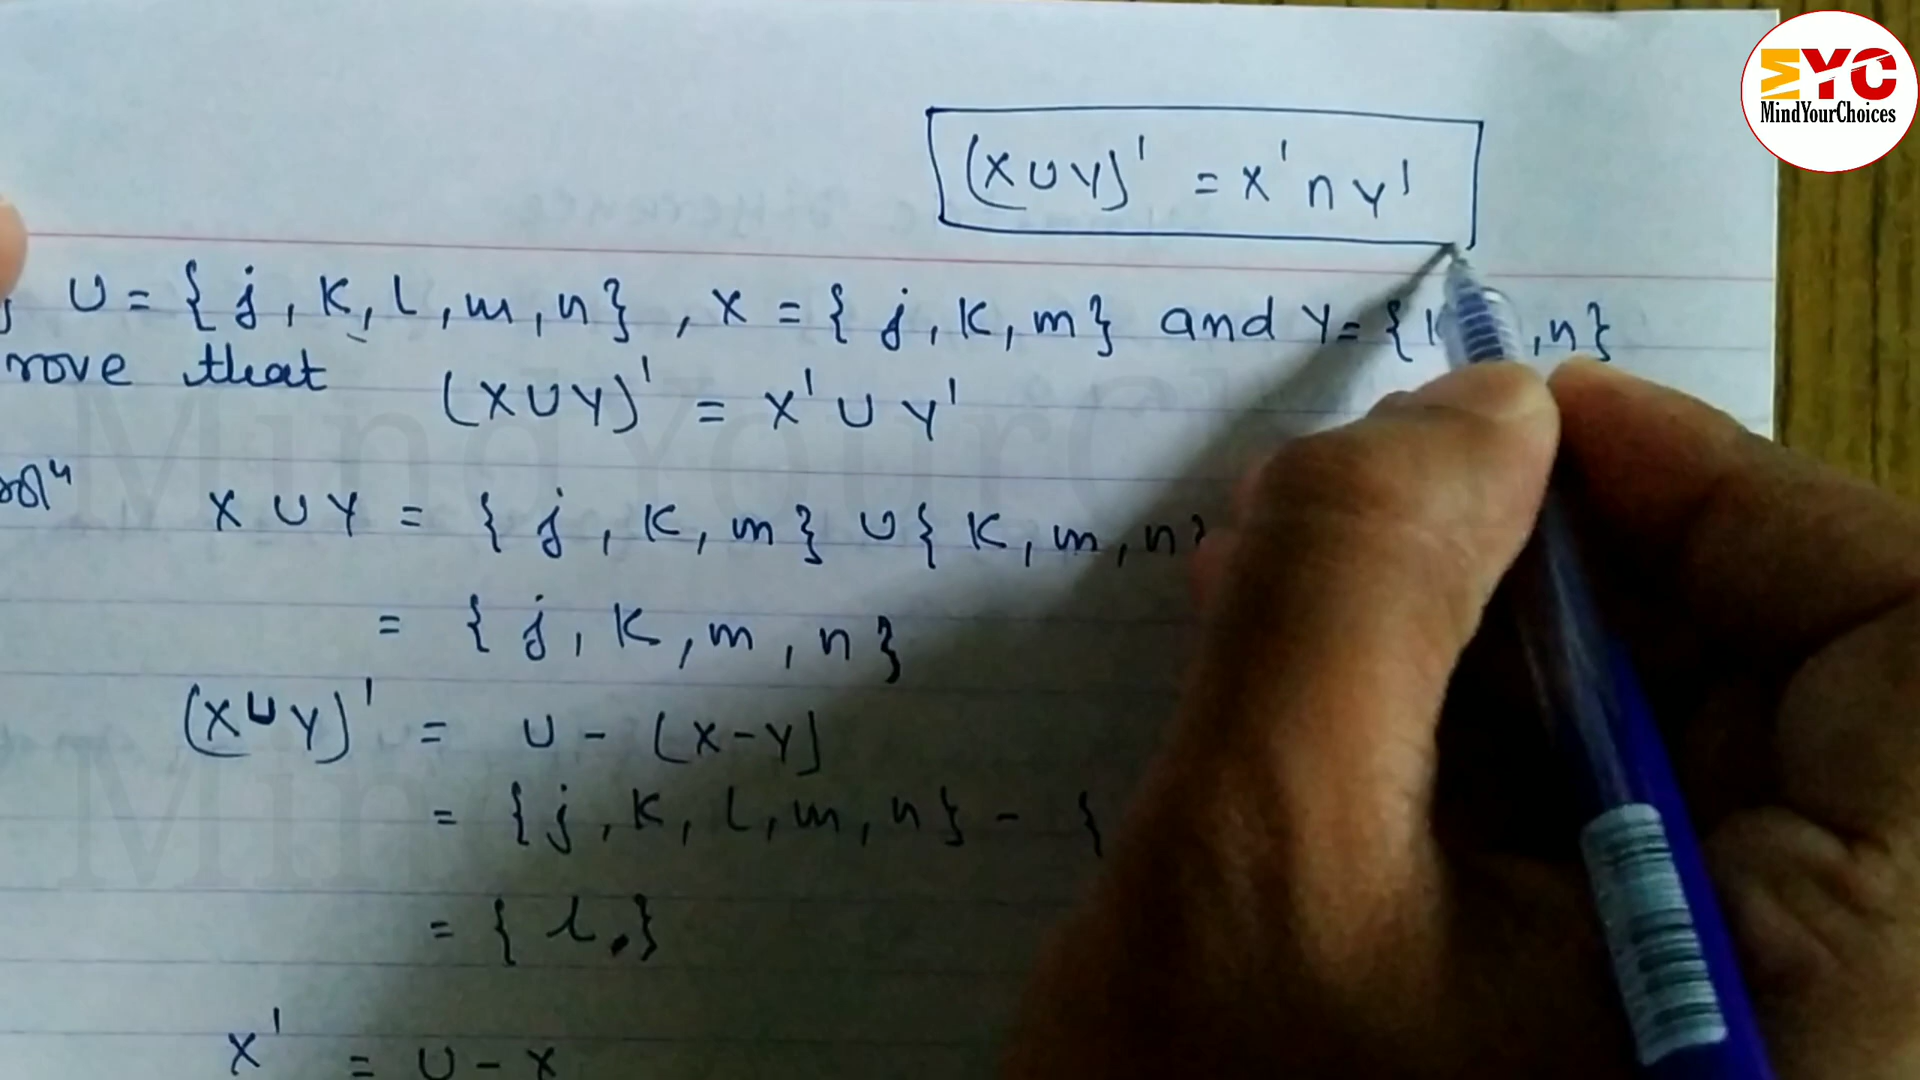 MYC
MindYourChoices
(X∪Y)' = X'∩Y'
U = {j, K, L, m, n}, X = {j, K, m} and Y = {K , n}
rove that (X∪Y)' = X'∪Y'
X∪Y = {j, K, m} ∪ {K, m, n}
= {j, K, m, n}
(X∪Y)' = U - (X-Y)
= {j, K, L, m, n} - {
= {L.}
X' = U - X